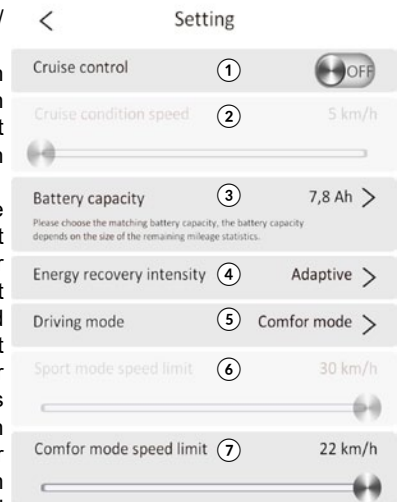 Setting
Cruise control 1 OFF
Cruise condition speed 2 5 km/h
Battery capacity 3 7,8 Ah
Please choose the matching battery capacity, the battery capacity
depends on the size of the remaining mileage statistics.
Energy recovery intensity 4 Adaptive
Driving mode 5 Comfor mode
Sport mode speed limit 6 30 km/h
Comfor mode speed limit 7 22 km/h